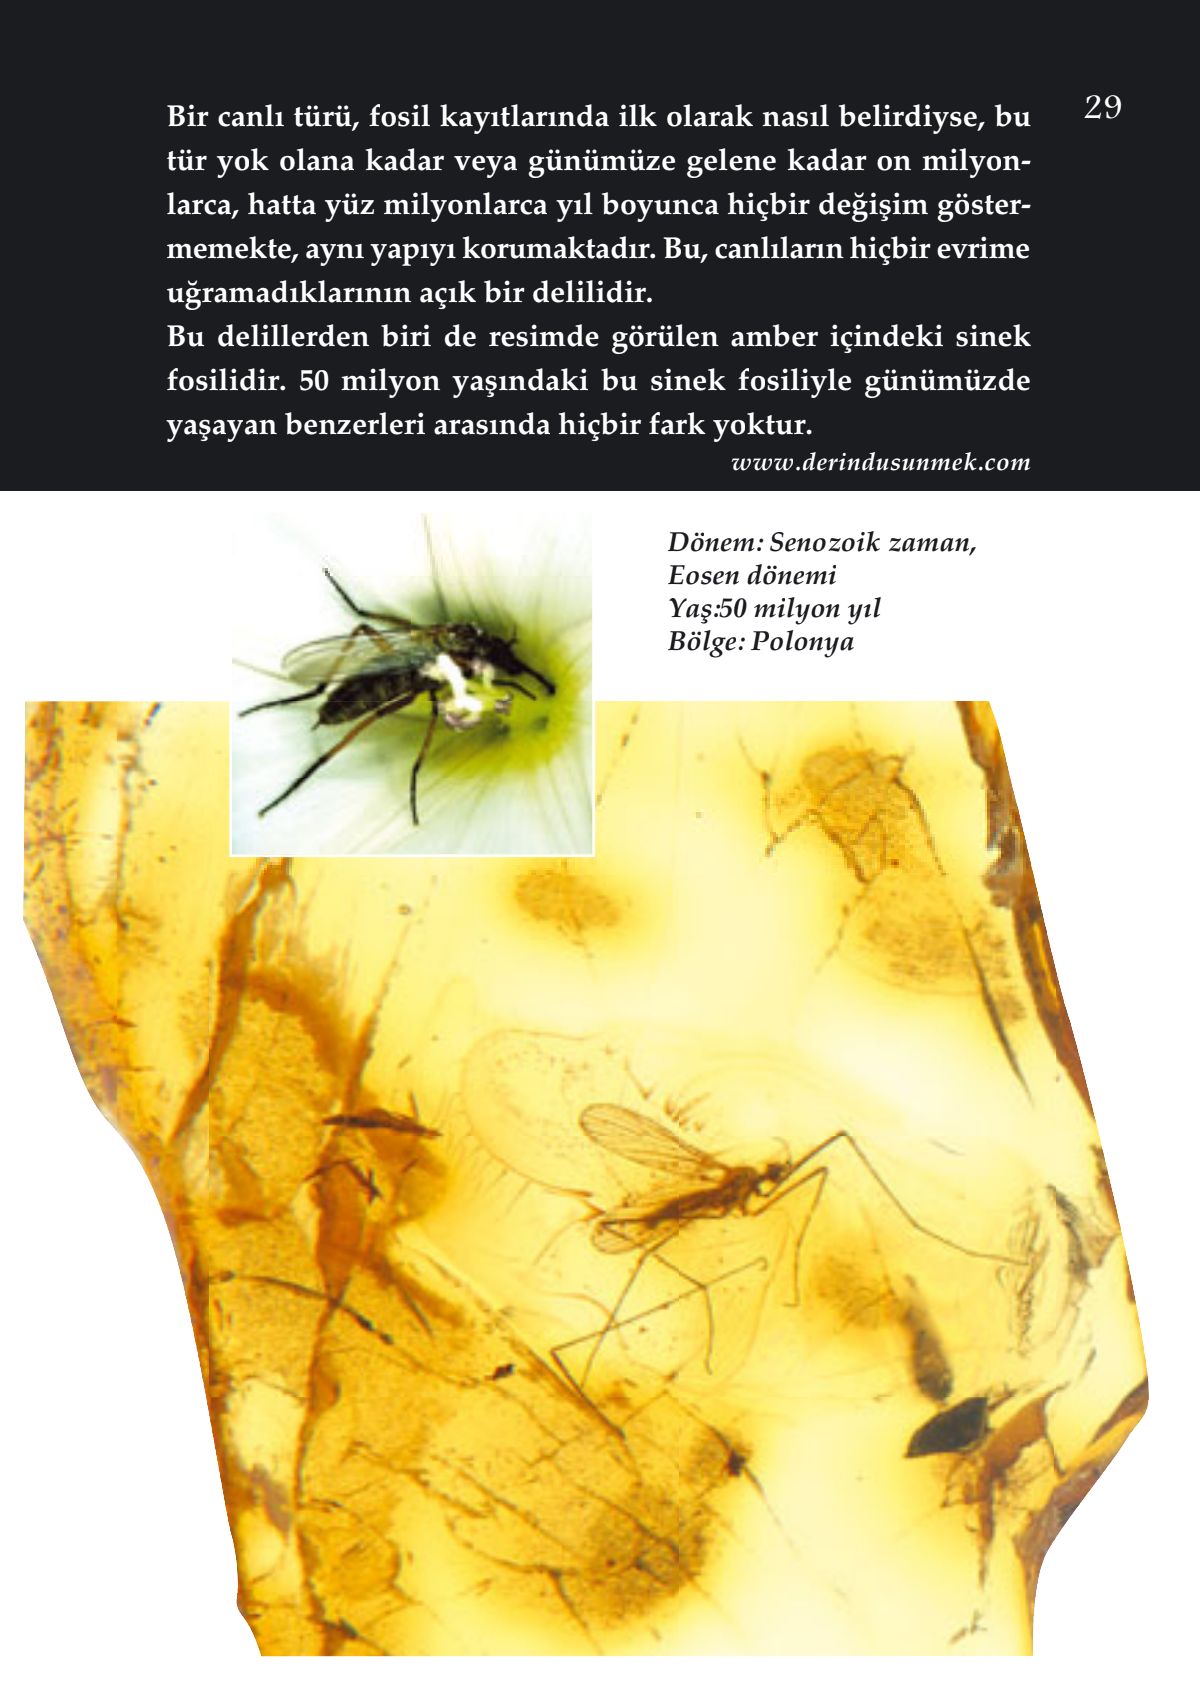 29
Bir canlı türü, fosil kayıtlarında ilk olarak nasıl belirdiyse, bu
tür yok olana kadar veya günümüze gelene kadar on milyon-
larca, hatta yüz milyonlarca yıl boyunca hiçbir değişim göster-
memekte, aynı yapıyı korumaktadır. Bu, canlıların hiçbir evrime
uğramadıklarının açık bir delilidir.
Bu delillerden biri de resimde görülen amber içindeki sinek
fosilidir. 50 milyon yaşındaki bu sinek fosiliyle günümüzde
yaşayan benzerleri arasında hiçbir fark yoktur.
www.derindusunmek.com
Dönem: Senozoik zaman,
Eosen dönemi
Yaş:50 milyon yıl
Bölge: Polonya